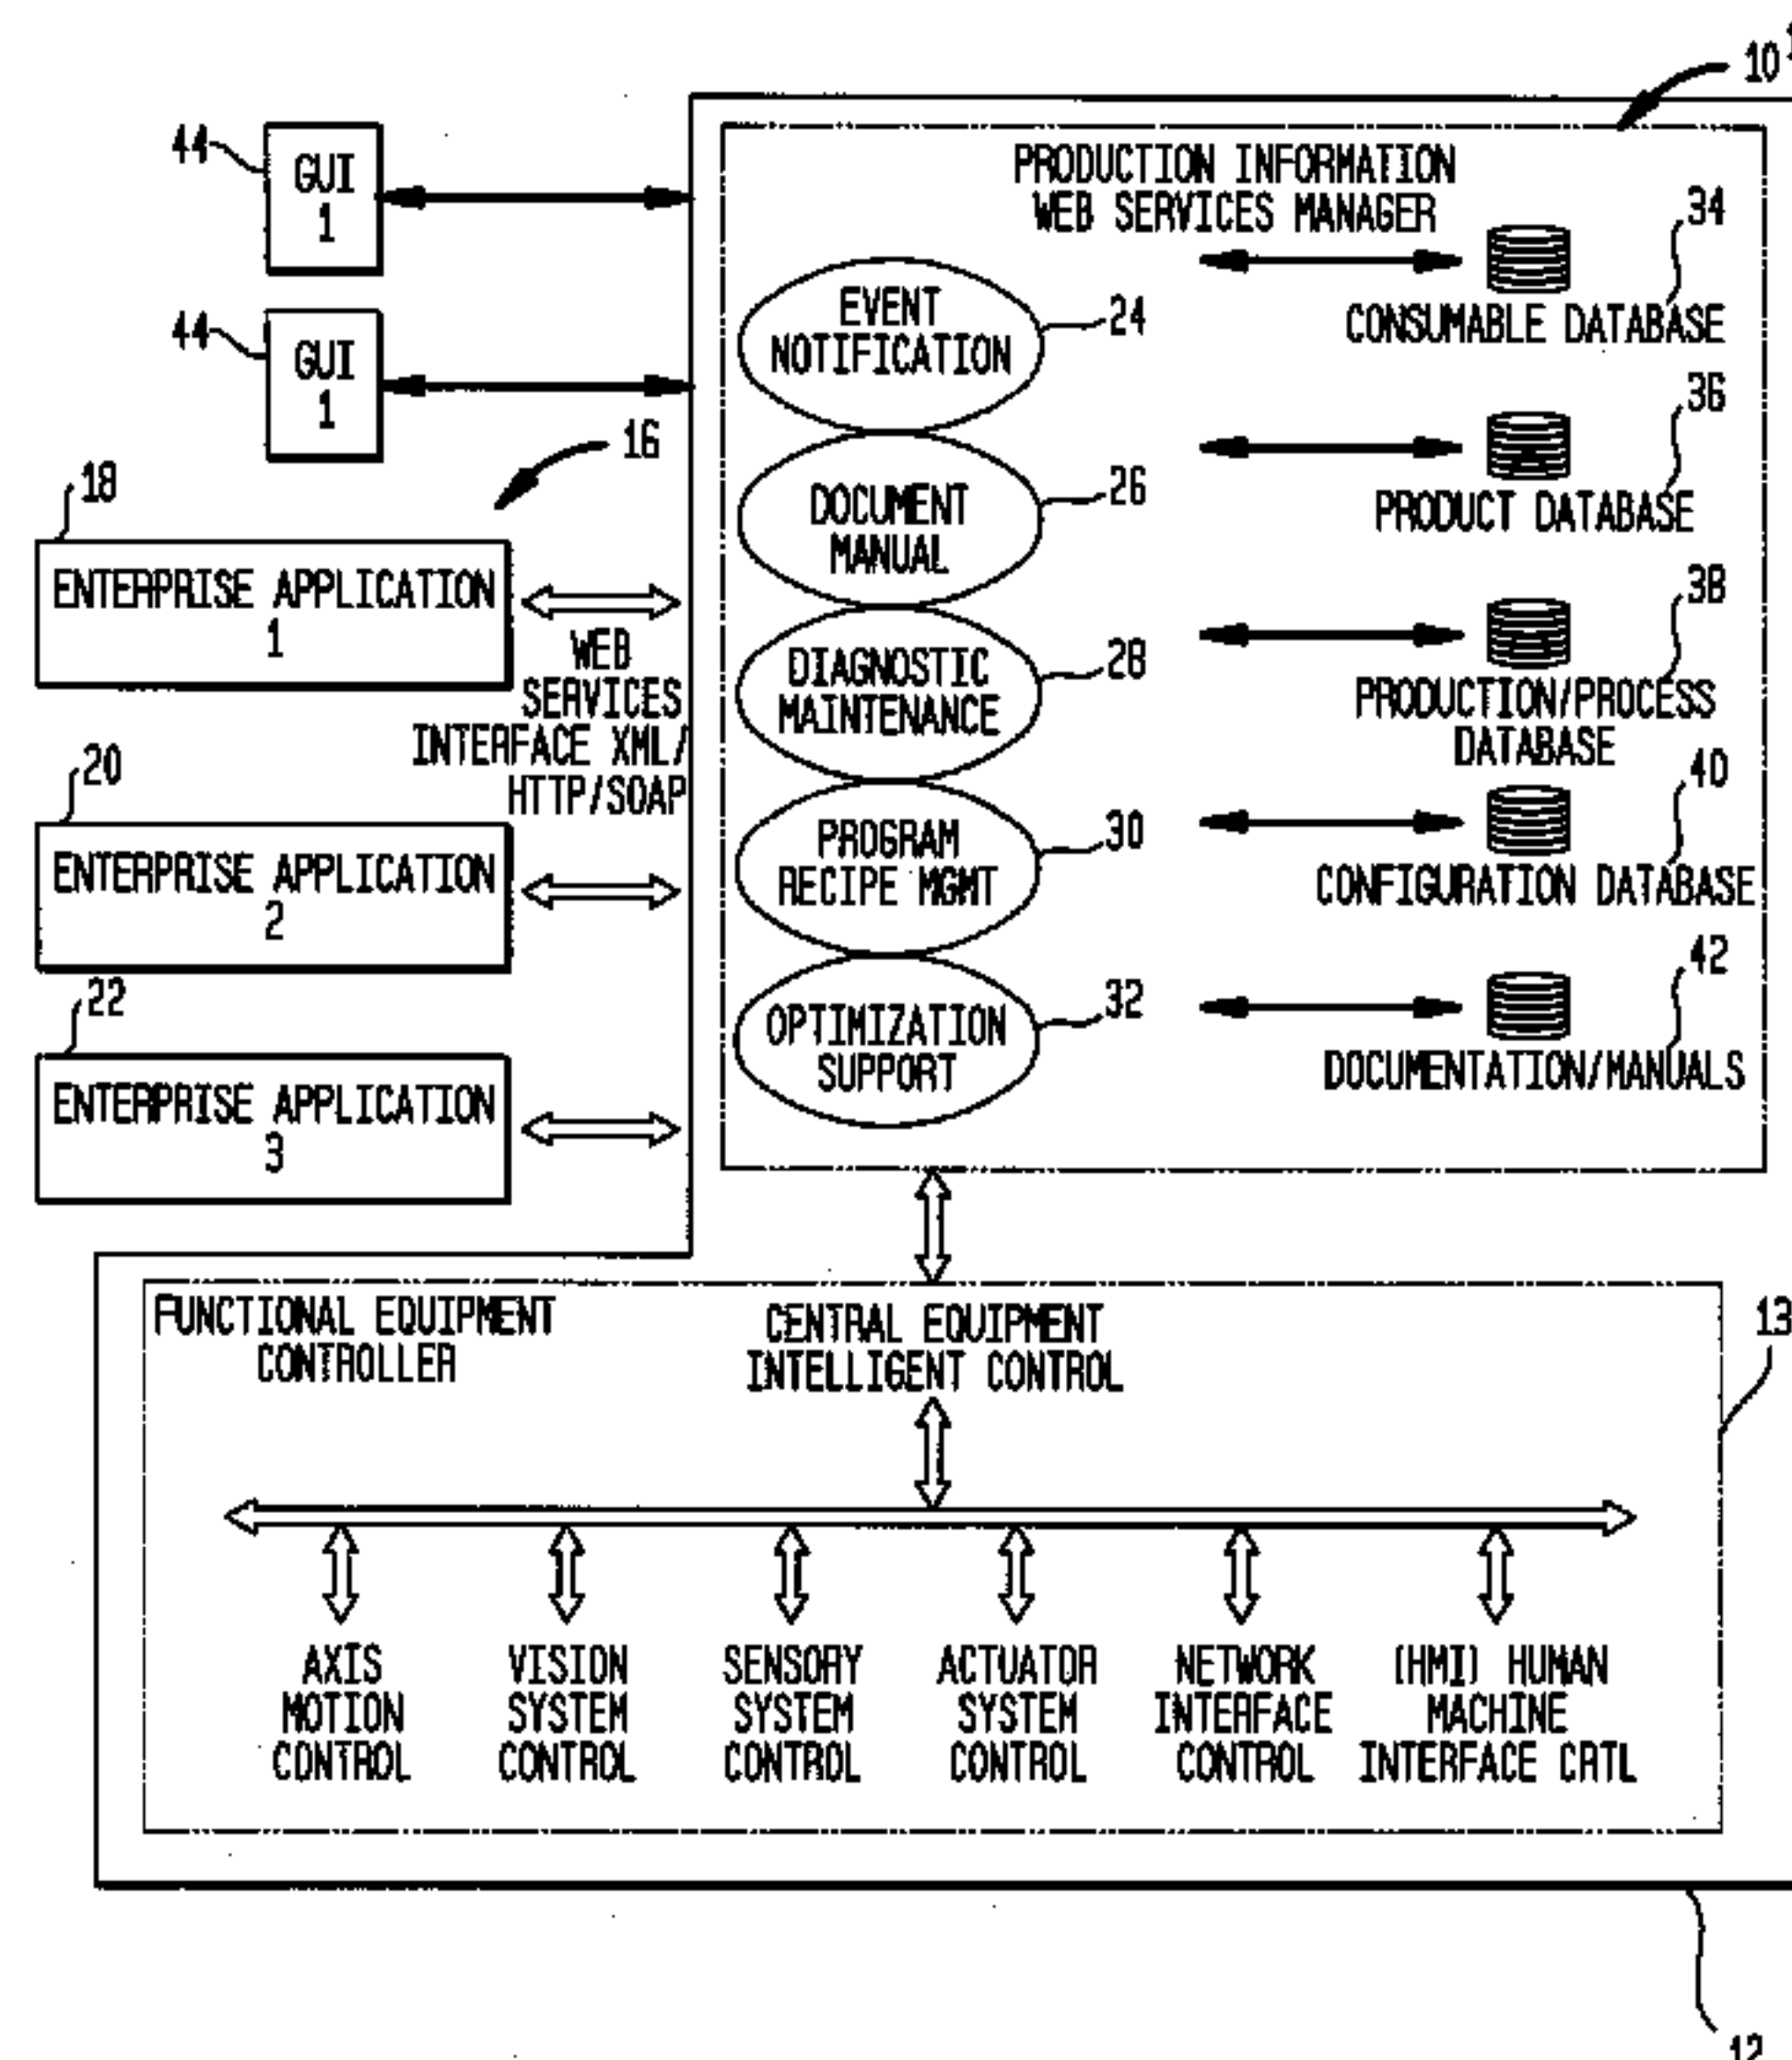 10
44
GUI
1
44
GUI
1
16
18
ENTERPRISE APPLICATION
1
WEB
SERVICES
INTERFACE XML/
HTTP/SOAP
20
ENTERPRISE APPLICATION
2
22
ENTERPRISE APPLICATION
3
PRODUCTION INFORMATION
WEB SERVICES MANAGER
EVENT
NOTIFICATION
24
DOCUMENT
MANUAL
26
DIAGNOSTIC
MAINTENANCE
28
PROGRAM
RECIPE MGMT
30
OPTIMIZATION
SUPPORT
32
34
CONSUMABLE DATABASE
36
PRODUCT DATABASE
38
PRODUCTION/PROCESS
DATABASE
40
CONFIGURATION DATABASE
42
DOCUMENTATION/MANUALS
FUNCTIONAL EQUIPMENT
CONTROLLER
CENTRAL EQUIPMENT
INTELLIGENT CONTROL
13
AXIS
MOTION
CONTROL
VISION
SYSTEM
CONTROL
SENSORY
SYSTEM
CONTROL
ACTUATOR
SYSTEM
CONTROL
NETWORK
INTERFACE
CONTROL
(HMI) HUMAN
MACHINE
INTERFACE CRTL
12